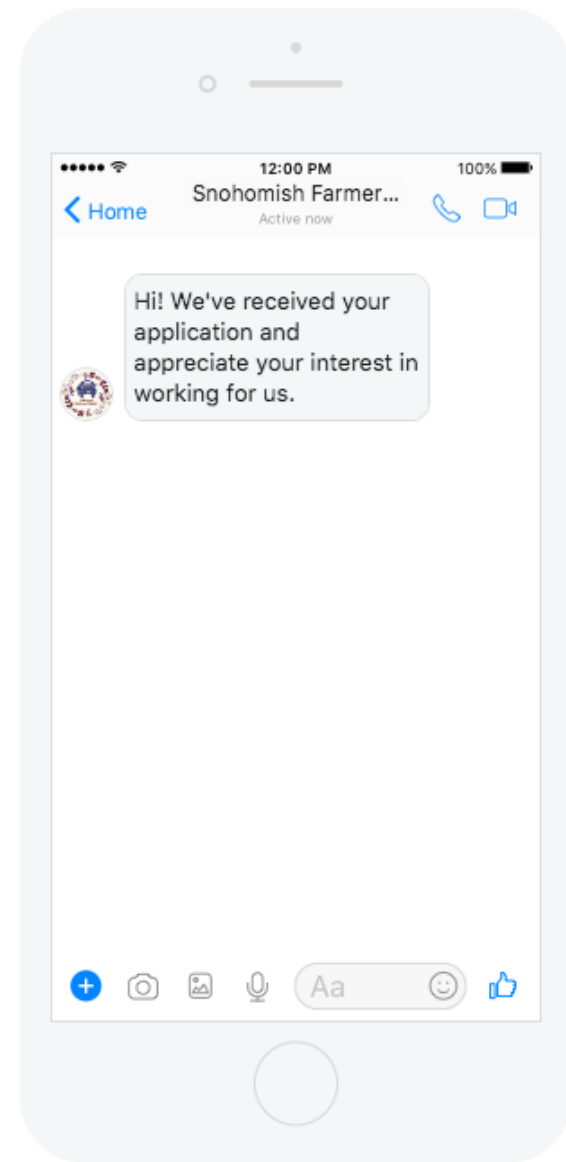 12:00 PM
100%
Home
Snohomish Farmer...
Active now
Hi! We've received your
application and
appreciate your interest in
working for us.
Aa